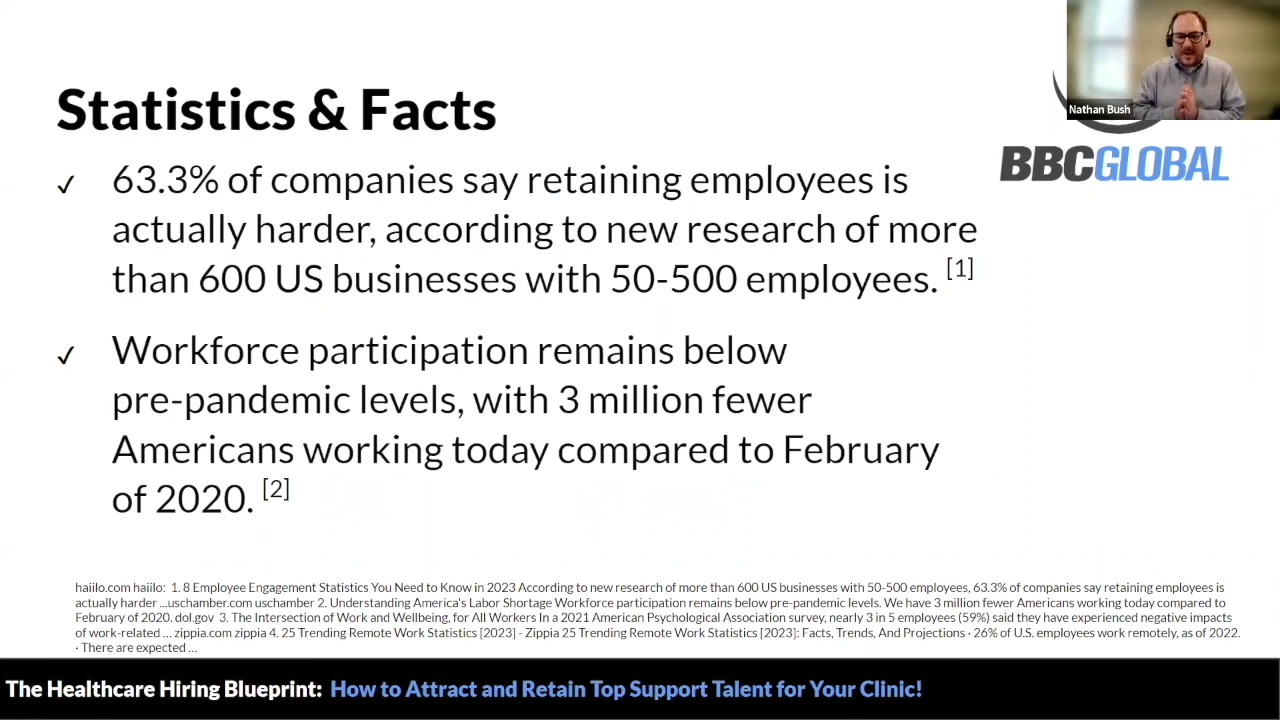 Statistics & Facts
Nathan Bush
BBCGLOBAL
✓ 63.3% of companies say retaining employees is
actually harder, according to new research of more
than 600 US businesses with 50-500 employees. [1]
✓ Workforce participation remains below
pre-pandemic levels, with 3 million fewer
Americans working today compared to February
of 2020. [2]
haiilo.com haiilo: 1. 8 Employee Engagement Statistics You Need to Know in 2023 According to new research of more than 600 US businesses with 50-500 employees, 63.3% of companies say retaining employees is
actually harder ...uschamber.com uschamber 2. Understanding America's Labor Shortage Workforce participation remains below pre-pandemic levels. We have 3 million fewer Americans working today compared to
February of 2020. dol.gov 3. The Intersection of Work and Wellbeing, for All Workers In a 2021 American Psychological Association survey, nearly 3 in 5 employees (59%) said they have experienced negative impacts
of work-related ... zippia.com zippia 4. 25 Trending Remote Work Statistics [2023] - Zippia 25 Trending Remote Work Statistics [2023]: Facts, Trends, And Projections · 26% of U.S. employees work remotely, as of 2022.
· There are expected ...
The Healthcare Hiring Blueprint: How to Attract and Retain Top Support Talent for Your Clinic!